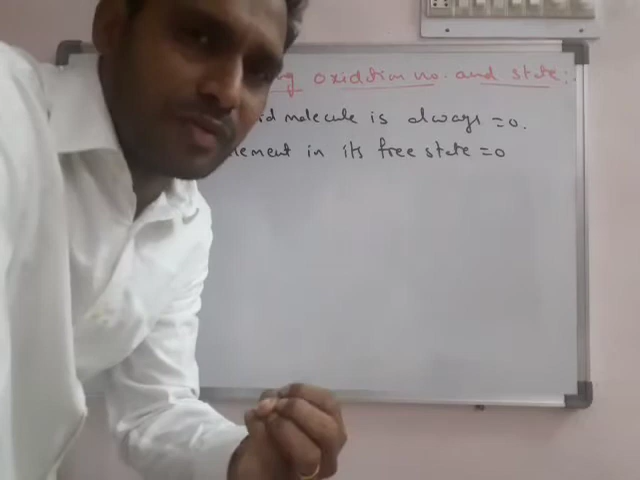 oxidation no. and state:
molecule is always =0.
element in its free state =0